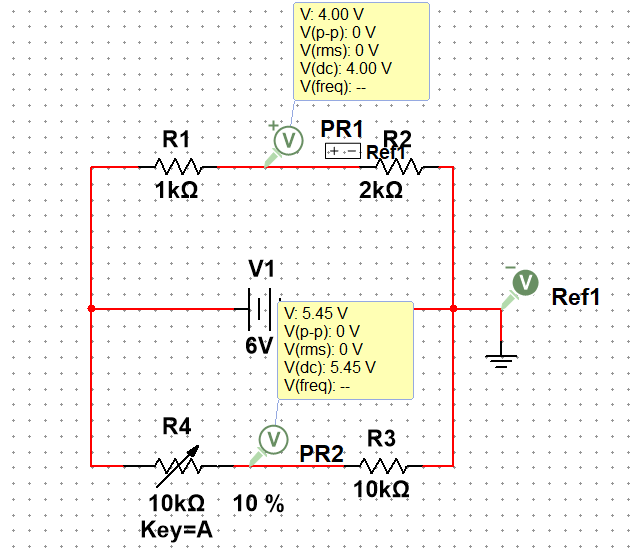 V: 4.00 V
V(p-p): 0 V
V(rms): 0 V
V(dc): 4.00 V
V(freq): --
+
V
PR1
+ -
Ref1
R1
R2
1kΩ
2kΩ
V1
6V
–
V
Ref1
V: 5.45 V
V(p-p): 0 V
V(rms): 0 V
V(dc): 5.45 V
V(freq): --
R4
V
PR2
R3
10kΩ
10 %
10kΩ
Key=A